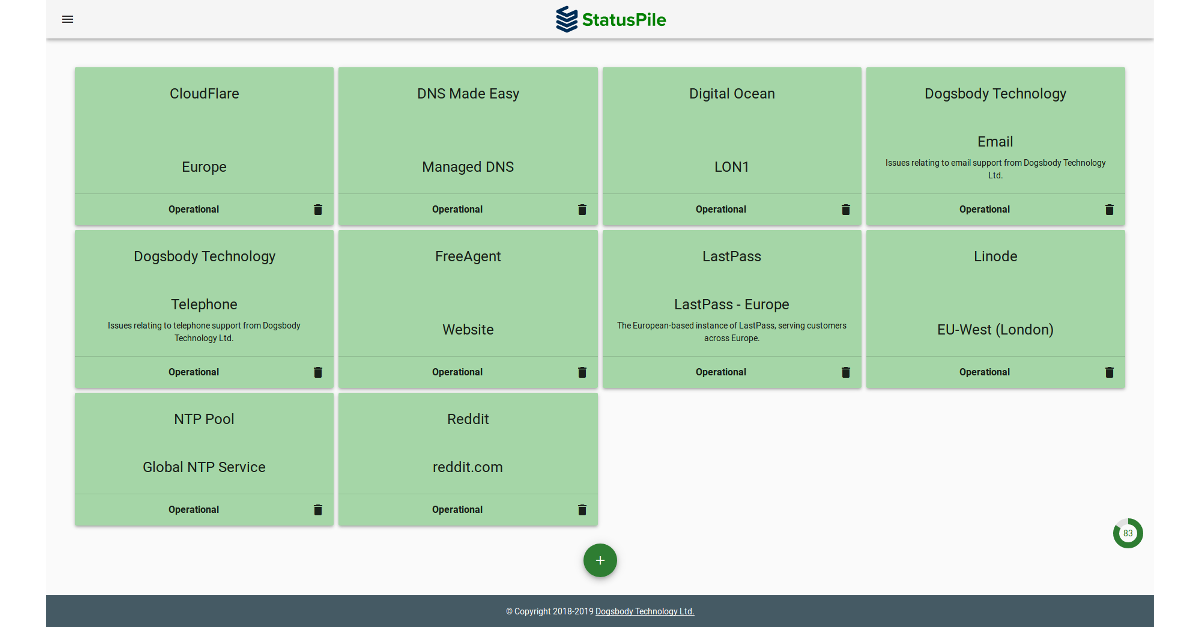 StatusPile
CloudFlare
Europe
Operational
DNS Made Easy
Managed DNS
Operational
Digital Ocean
LON1
Operational
Dogsbody Technology
Email
Issues relating to email support from Dogsbody Technology
Ltd.
Operational
Dogsbody Technology
Telephone
Issues relating to telephone support from Dogsbody
Technology Ltd.
Operational
FreeAgent
Website
Operational
LastPass
LastPass - Europe
The European-based instance of LastPass, serving customers
across Europe.
Operational
Linode
EU-West (London)
Operational
NTP Pool
Global NTP Service
Operational
Reddit
reddit.com
Operational
83
© Copyright 2018-2019 Dogsbody Technology Ltd.